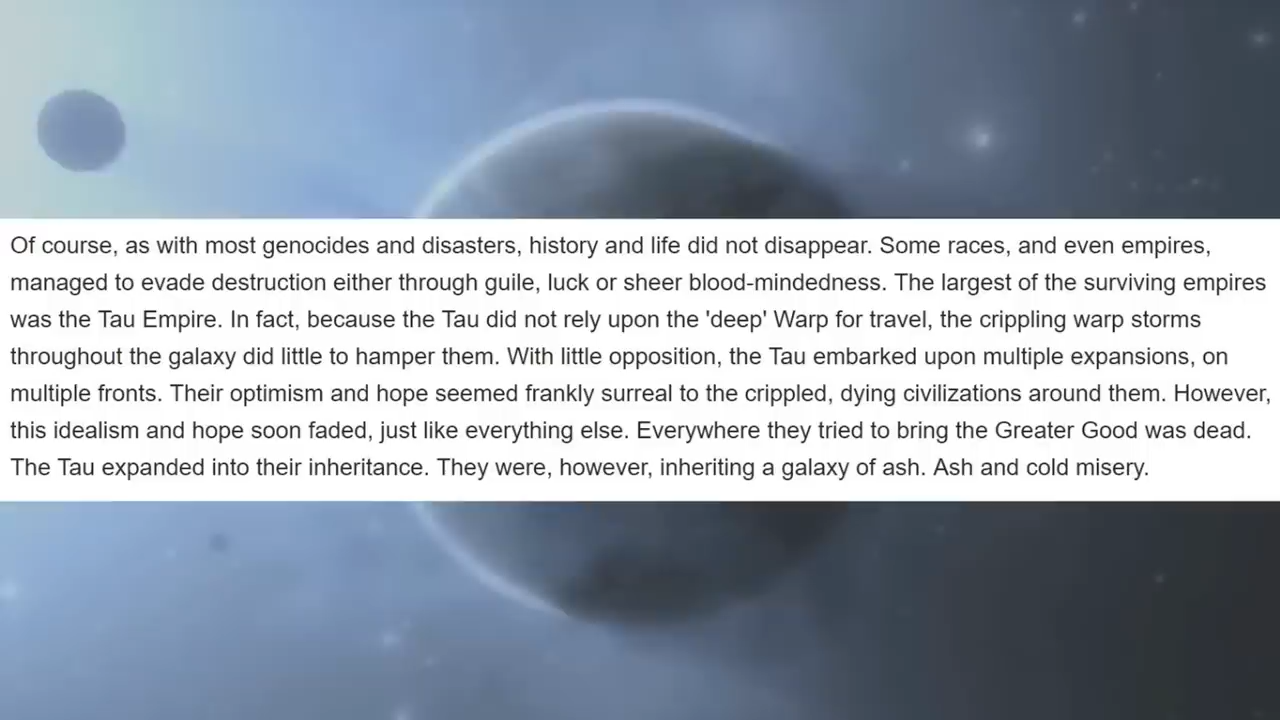 Of course, as with most genocides and disasters, history and life did not disappear. Some races, and even empires,
managed to evade destruction either through guile, luck or sheer blood-mindedness. The largest of the surviving empires
was the Tau Empire. In fact, because the Tau did not rely upon the 'deep' Warp for travel, the crippling warp storms
throughout the galaxy did little to hamper them. With little opposition, the Tau embarked upon multiple expansions, on
multiple fronts. Their optimism and hope seemed frankly surreal to the crippled, dying civilizations around them. However,
this idealism and hope soon faded, just like everything else. Everywhere they tried to bring the Greater Good was dead.
The Tau expanded into their inheritance. They were, however, inheriting a galaxy of ash. Ash and cold misery.